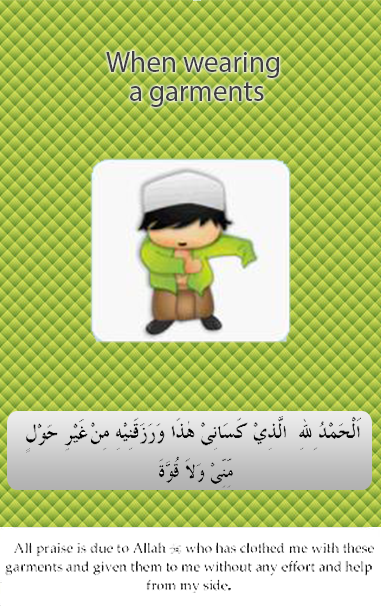 When wearing
a garments
اَلْحَمْدُ لِلّٰهِ الَّذِيْ كَسَانِيْ هٰذَا وَرَزَقَنِيْهِ مِنْ غَيْرِ حَوْلٍ
مِّنِّيْ وَلَا قُوَّةَ
All praise is due to Allah ﷻ who has clothed me with these
garments and given them to me without any effort and help
from my side.